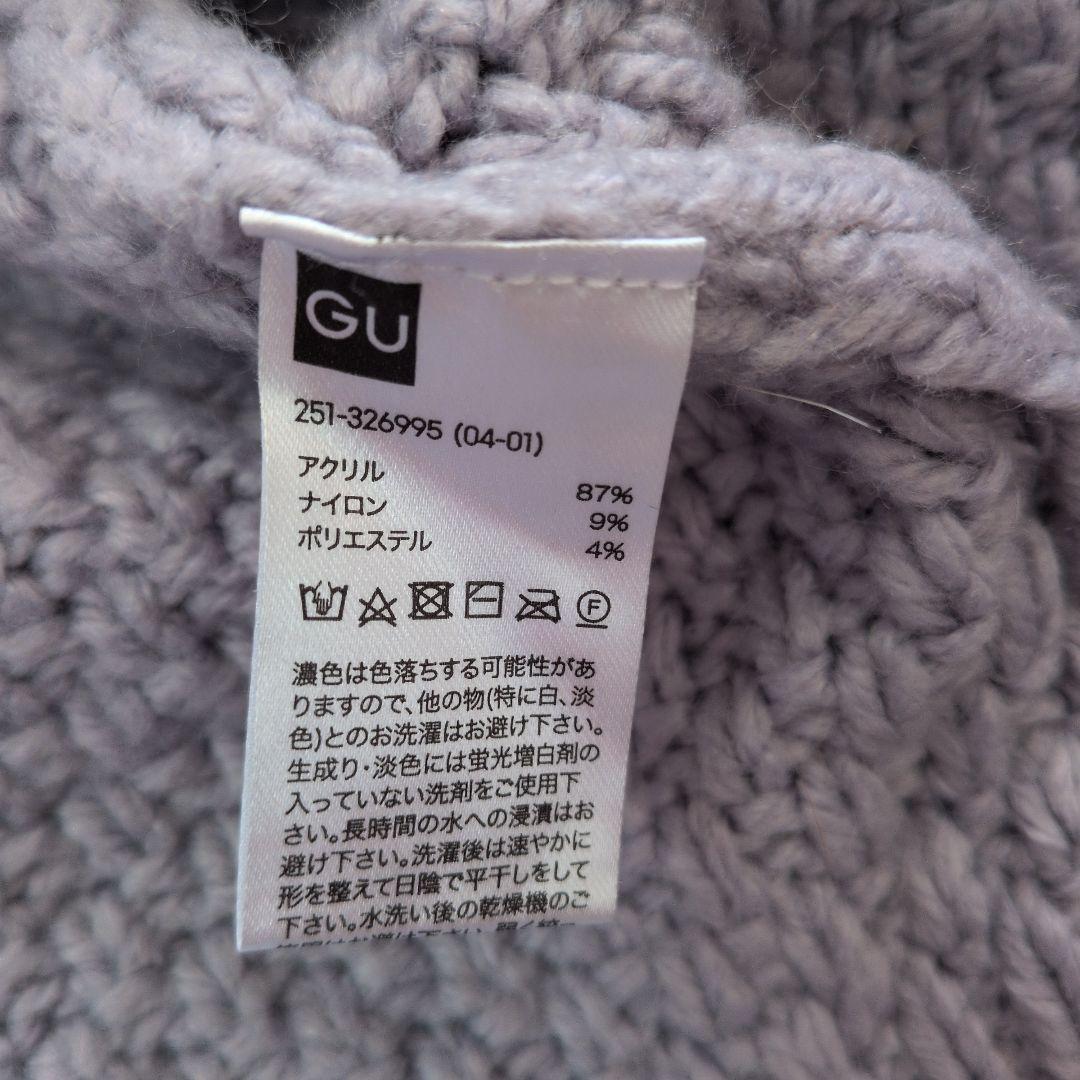 GU
251-326995 (04-01)
アクリル 87%
ナイロン 9%
ポリエステル 4%
F
濃色は色落ちする可能性があ
りますので、他の物(特に白、淡
色)とのお洗濯はお避け下さい。
生成り・淡色には蛍光増白剤の
入っていない洗剤をご使用下
さい。長時間の水への浸漬はお
避け下さい。洗濯後は速やかに
形を整えて日陰で平干しをして
下さい。水洗い後の乾燥機のご